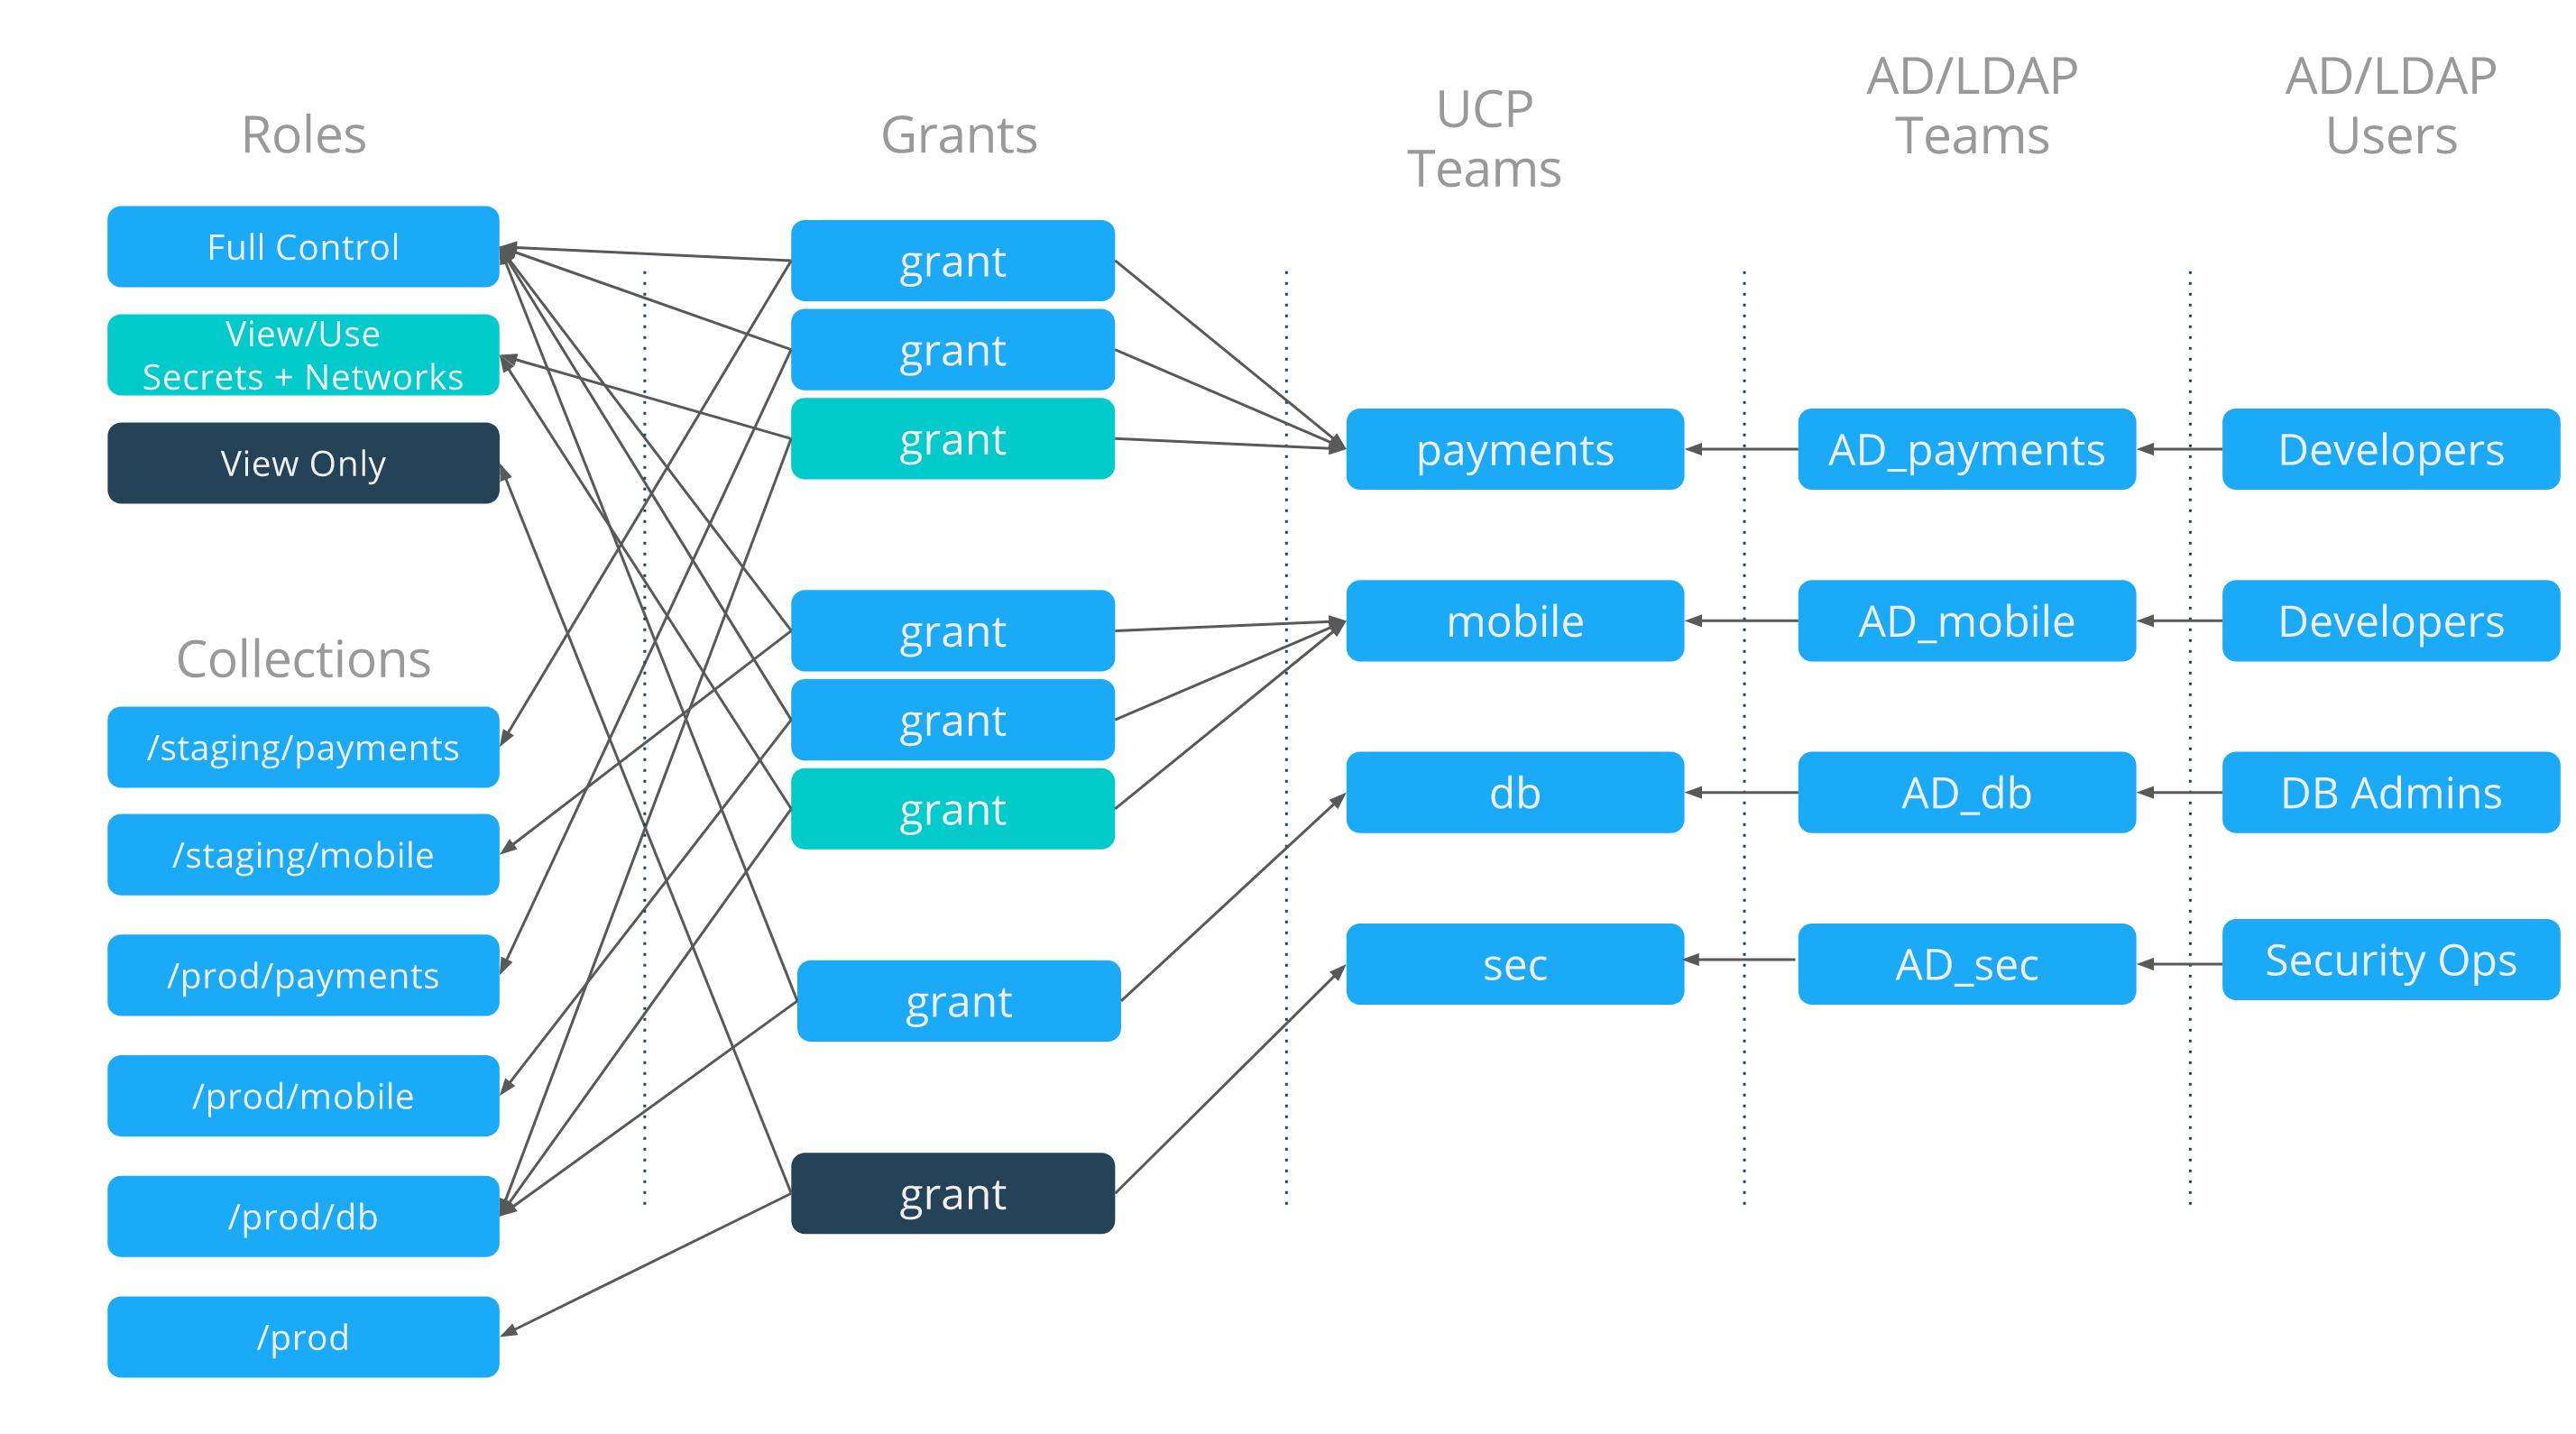 Roles
Full Control
View/Use
Secrets + Networks
View Only
Collections
/staging/payments
/staging/mobile
/prod/payments
/prod/mobile
/prod/db
/prod
Grants
grant
grant
grant
grant
grant
grant
grant
grant
UCP
Teams
payments
mobile
db
sec
AD/LDAP
Teams
AD_payments
AD_mobile
AD_db
AD_sec
AD/LDAP
Users
Developers
Developers
DB Admins
Security Ops